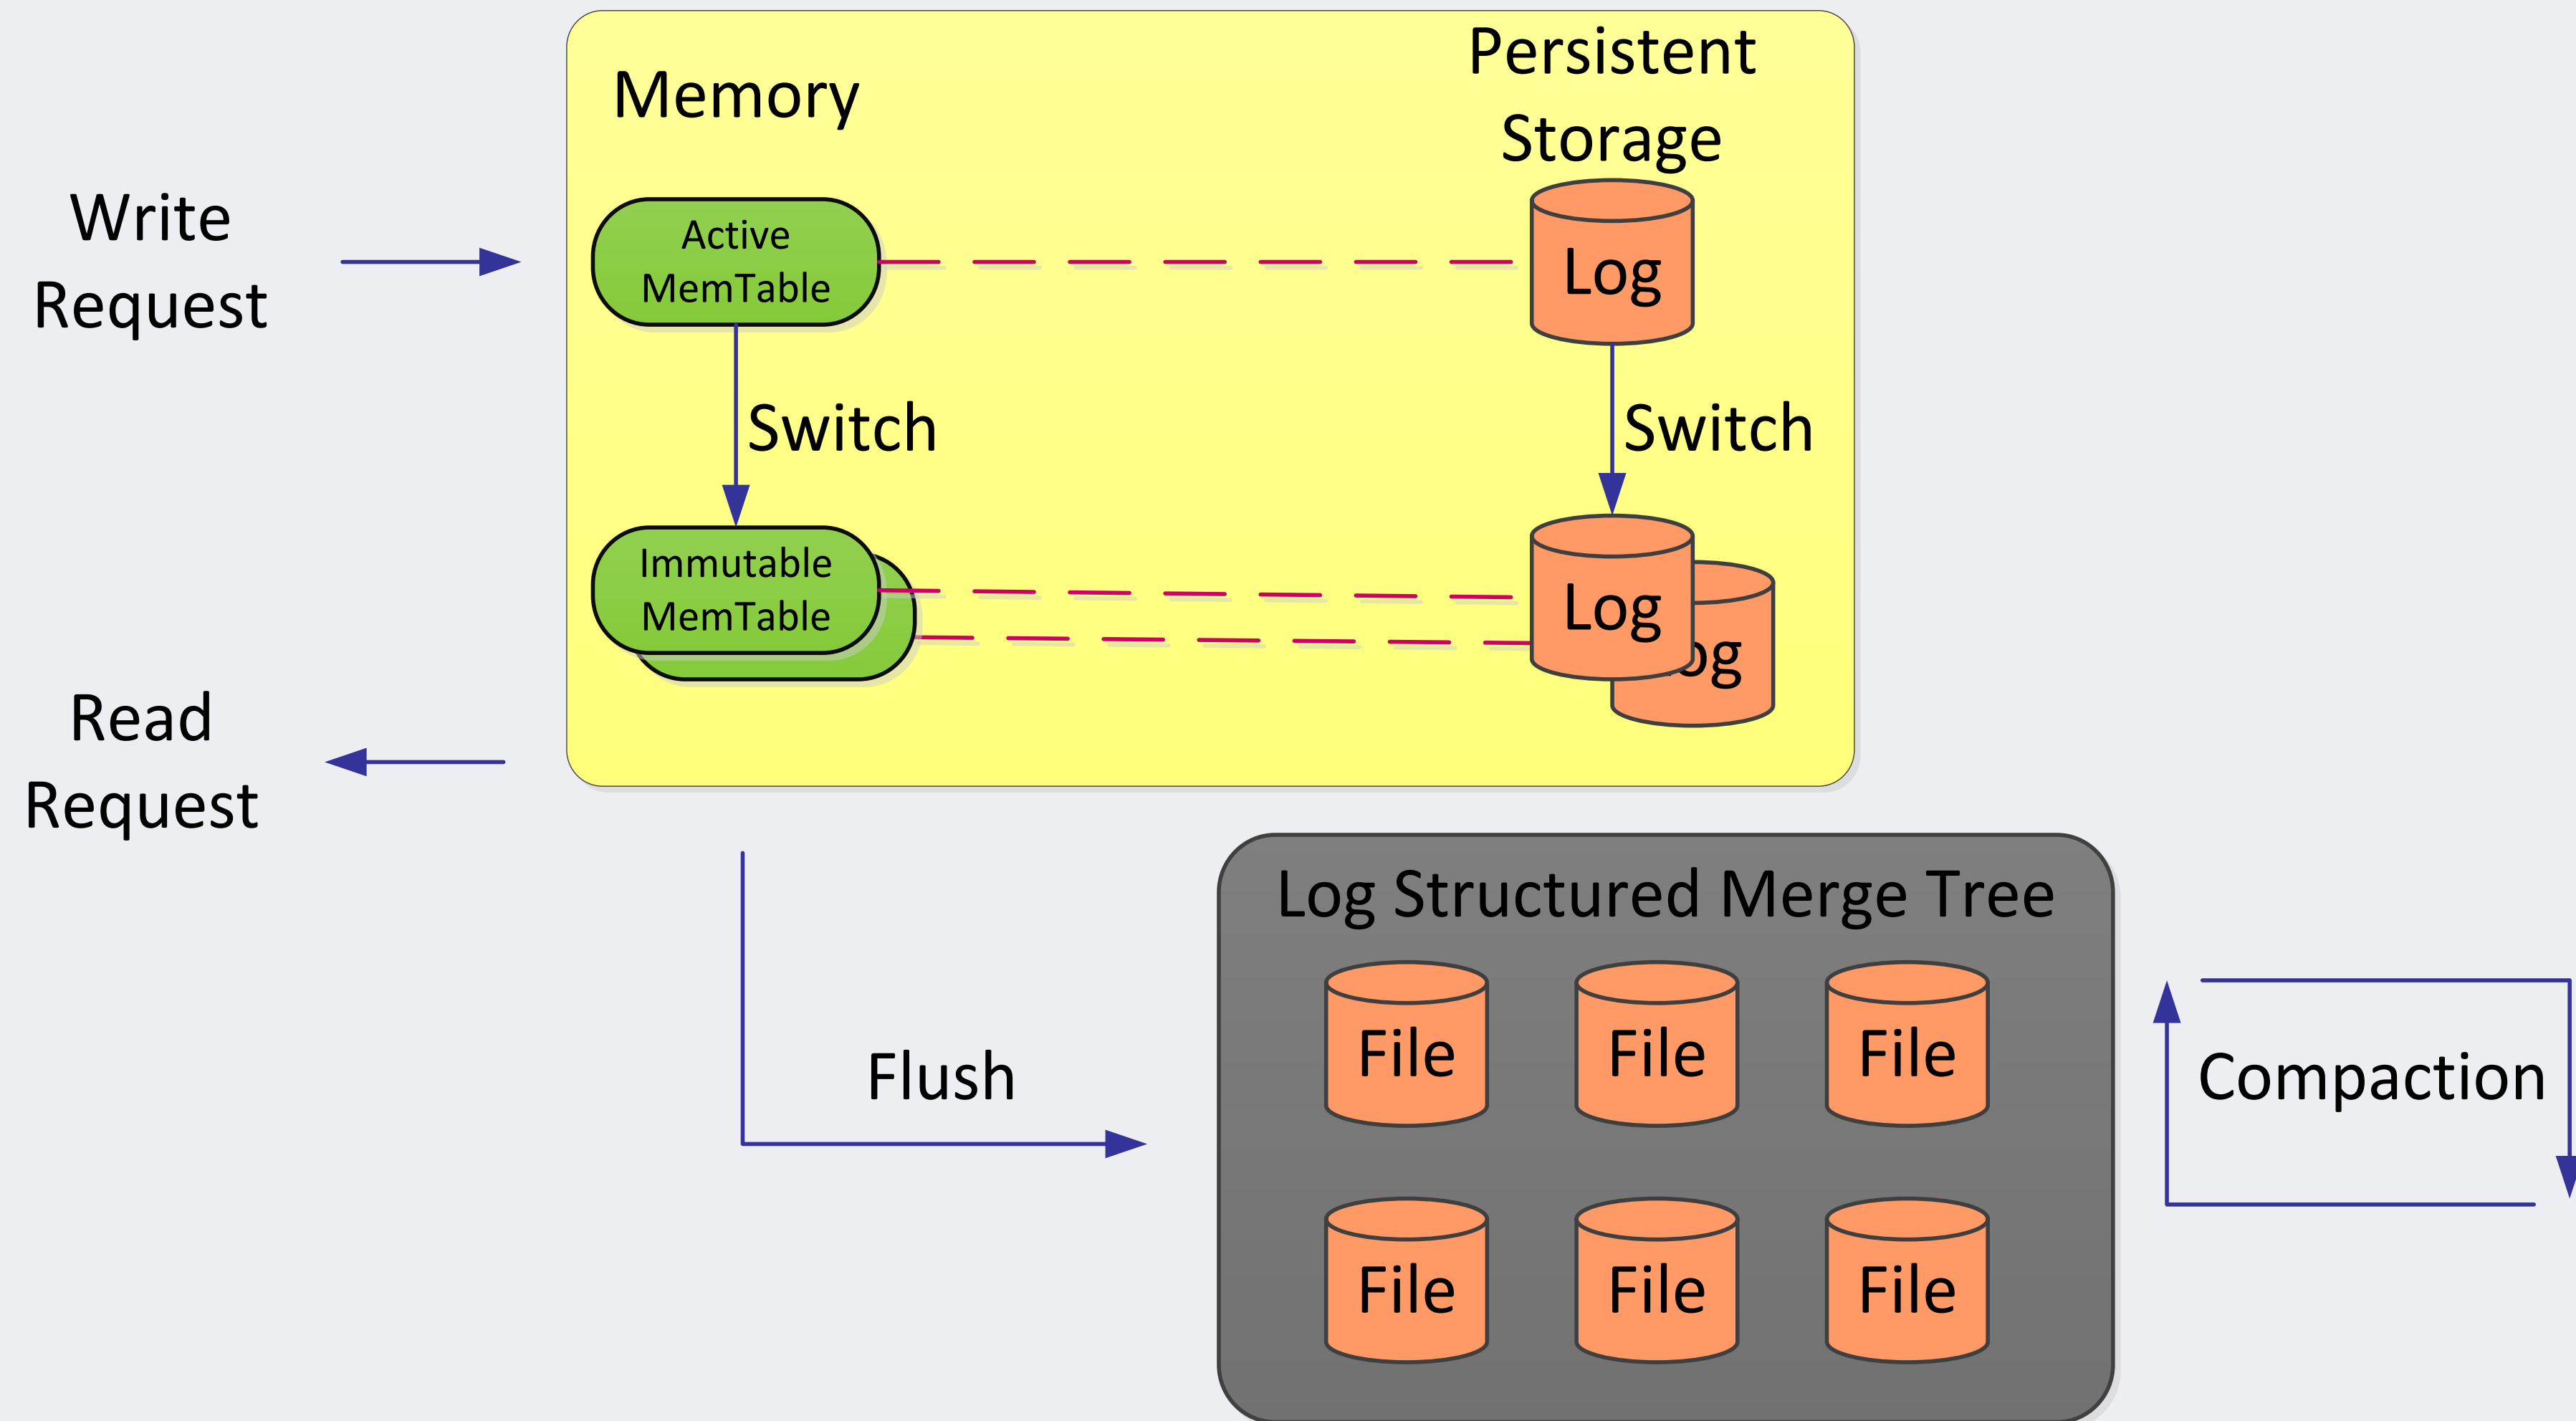 Memory
Persistent
Storage
Write
Request
Active
MemTable
Log
Switch
Switch
Immutable
MemTable
Log
Read
Request
Log Structured Merge Tree
File
File
File
Flush
Compaction
File
File
File